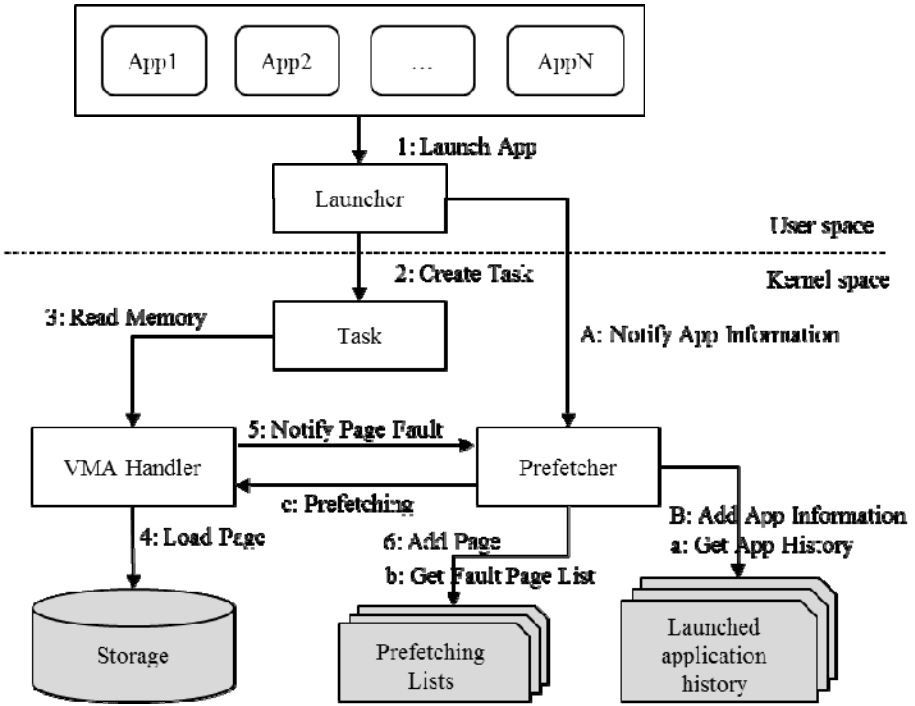 App1
App2
...
AppN
1: Launch App
Launcher
User space
2: Create Task
Kernel space
3: Read Memory
Task
A: Notify App Information
5: Notify Page Fault
VMA Handler
Prefetcher
c: Prefetching
B: Add App Information
4: Load Page
6: Add Page
a: Get App History
b: Get Fault Page List
Storage
Prefetching
Lists
Launched
application
history